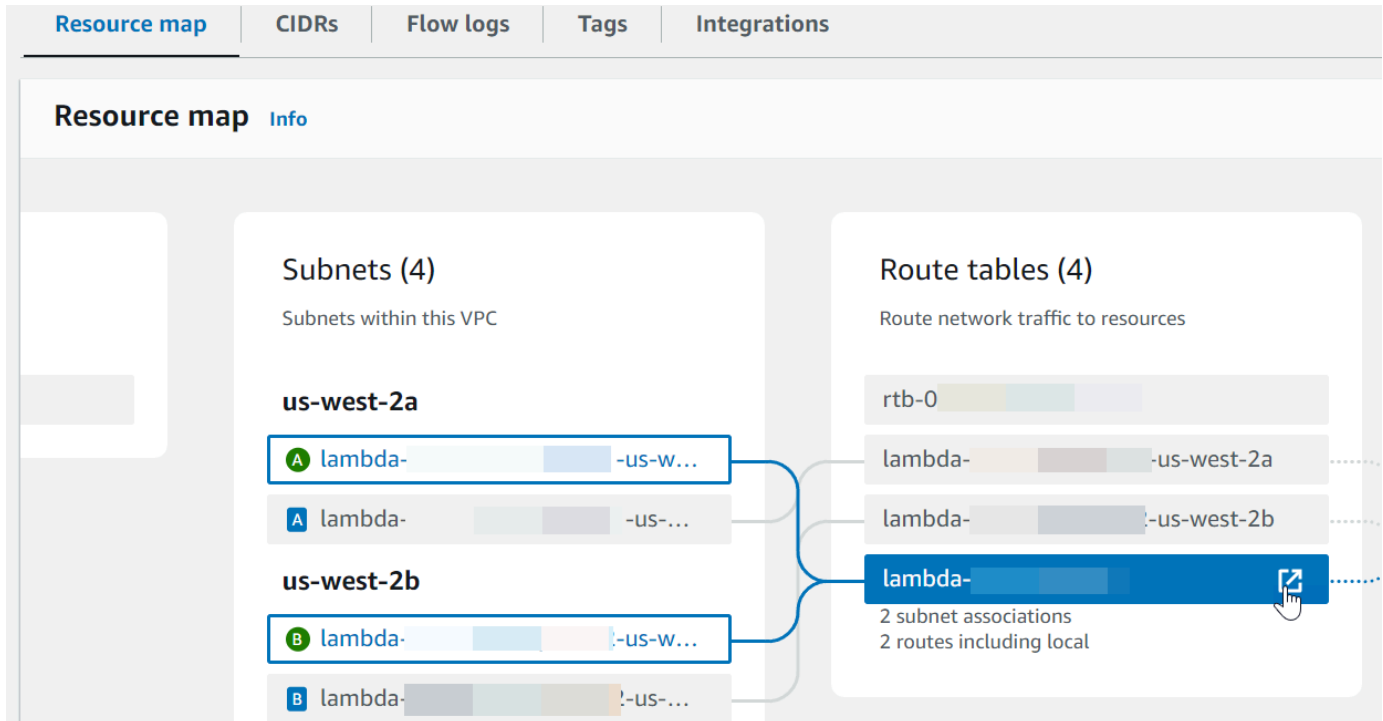 Resource map CIDRs Flow logs Tags Integrations
Resource map Info
Subnets (4)
Subnets within this VPC
us-west-2a
A lambda- -us-w...
A lambda- -us-...
us-west-2b
B lambda- -us-w...
B lambda- 2-us-...
Route tables (4)
Route network traffic to resources
rtb-0
lambda- -us-west-2a
lambda- -us-west-2b
lambda-
2 subnet associations
2 routes including local